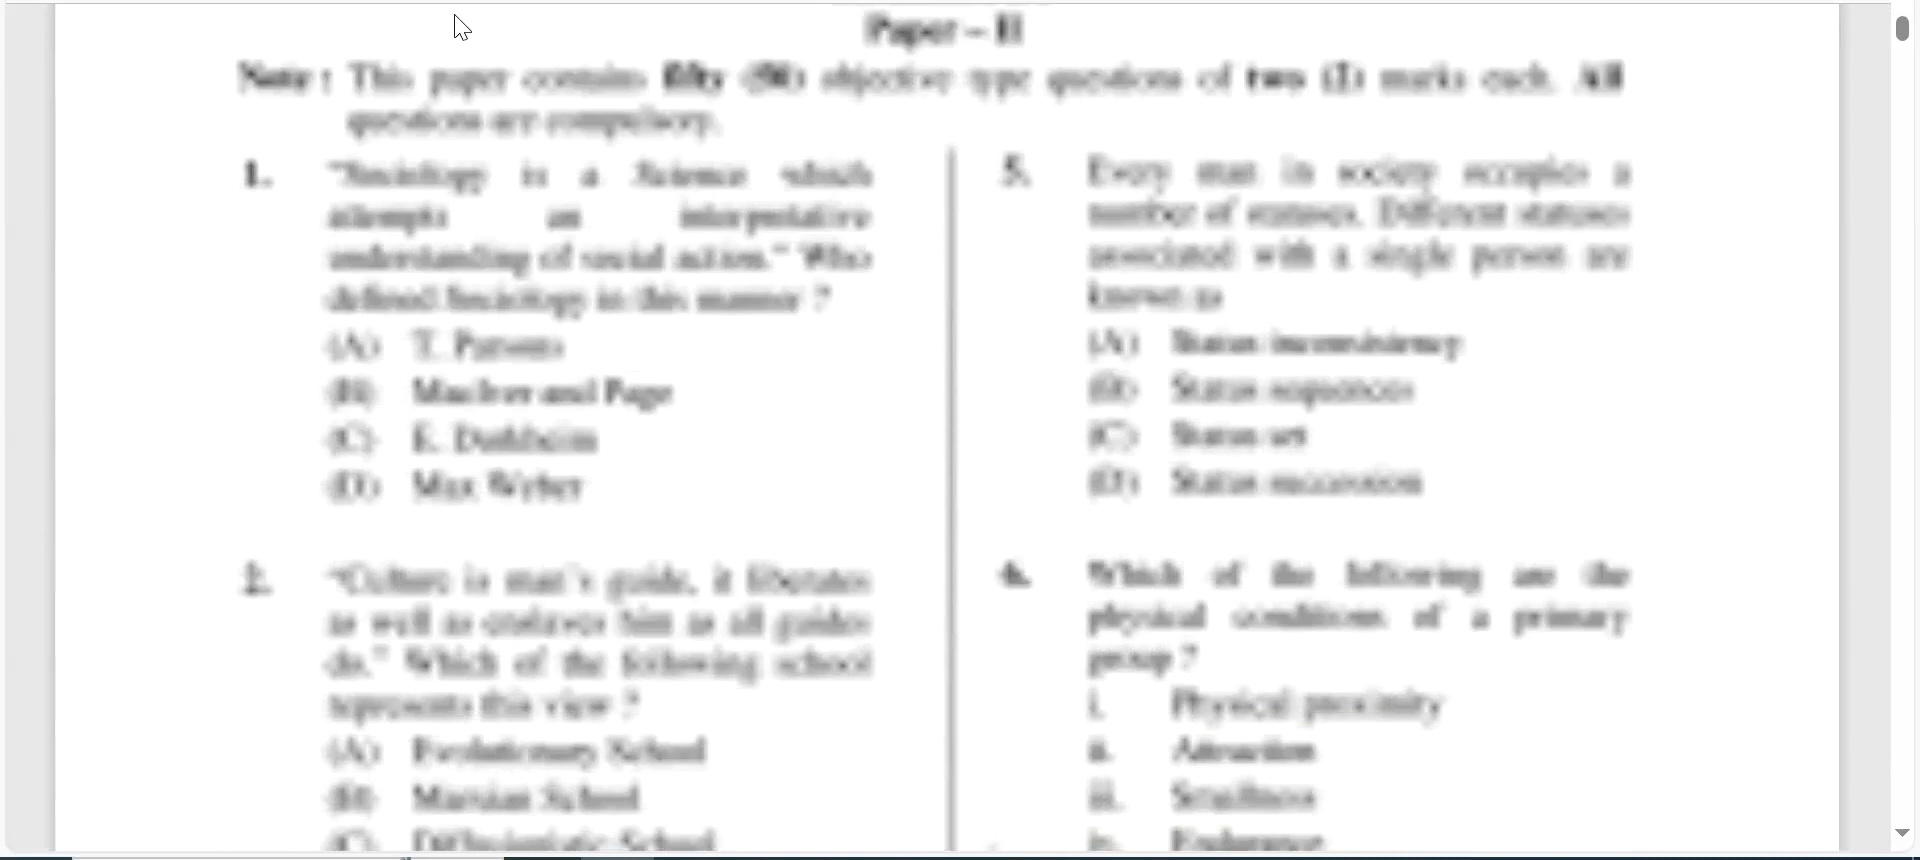 Paper – II
Note : This paper contains fifty (50) objective type questions of two (2) marks each. All
questions are compulsory.
1. "Sociology is a Science which
attempts an interpretative
understanding of social action." Who
defined Sociology in this manner ?
(A) T. Parsons
(B) MacIver and Page
(C) E. Durkheim
(D) Max Weber
2. "Culture is man's guide, it liberates
as well as enslaves him as all guides
do." Which of the following school
represents this view ?
(A) Evolutionary School
(B) Marxian School
(C) Diffusionistic School
5. Every man in society occupies a
number of statuses. Different statuses
associated with a single person are
known as
(A) Status inconsistency
(B) Status sequences
(C) Status set
(D) Status succession
6. Which of the following are the
physical conditions of a primary
group ?
i. Physical proximity
ii. Attraction
iii. Smallness
iv. Endurance